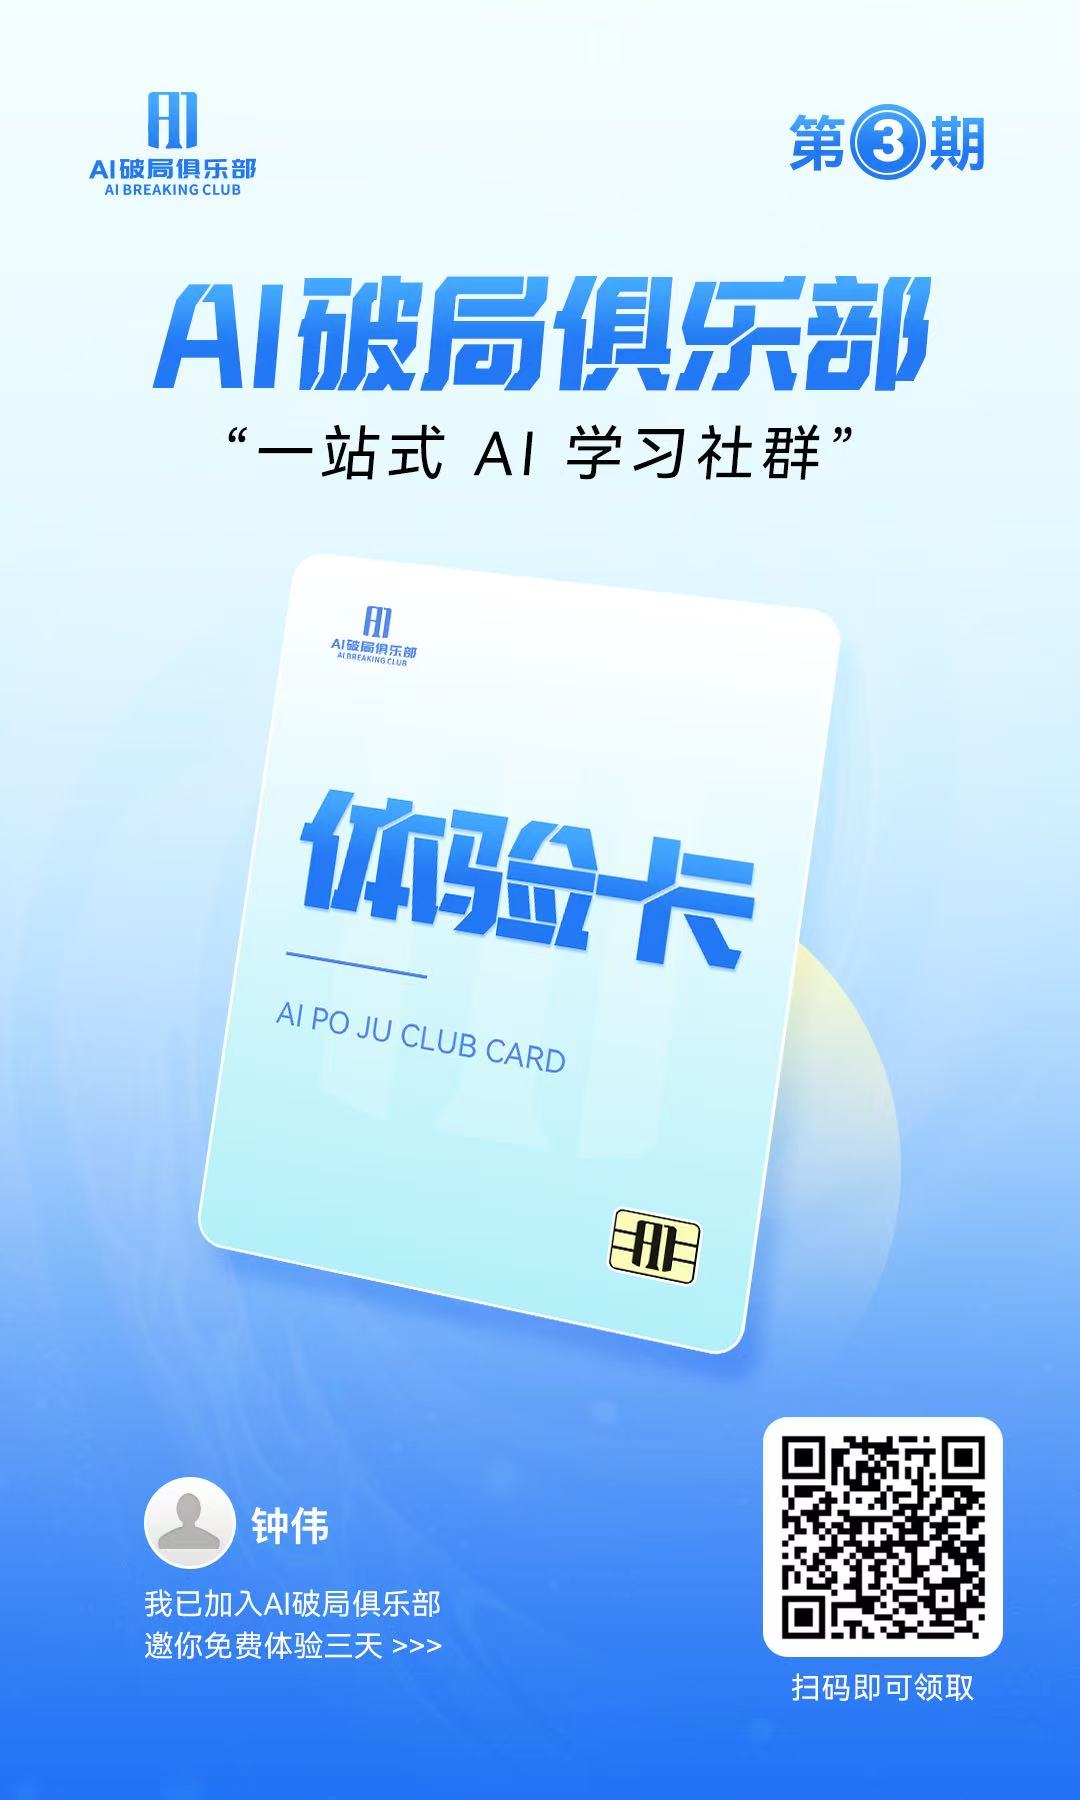 AI破局俱乐部
AI BREAKING CLUB
第3期
AI破局俱乐部
“一站式 AI 学习社群”
AI破局俱乐部
AI BREAKING CLUB
体验卡
AI PO JU CLUB CARD
AI
钟伟
我已加入AI破局俱乐部
邀你免费体验三天 >>>
扫码即可领取